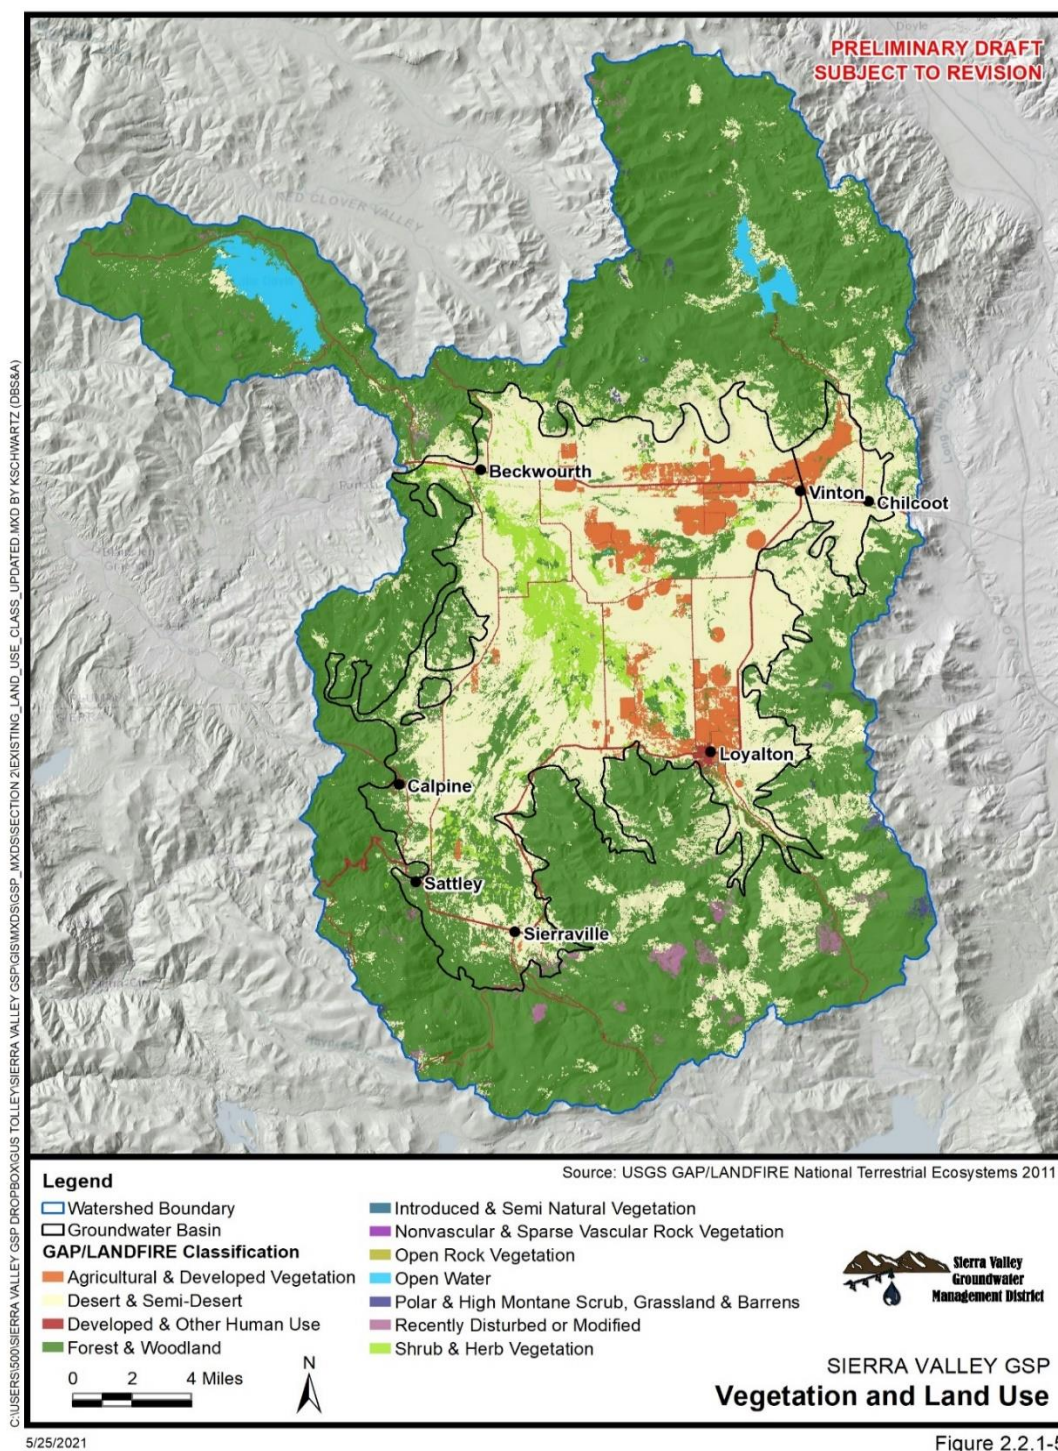 PRELIMINARY DRAFT
SUBJECT TO REVISION
Doyle
RED CLOVER VALLEY
Beckwourth
Vinton
Chilcoot
Portola
Loyalton
Calpine
Sattley
Sierraville
C:\USERS\500\SIERRA VALLEY GSP DROPBOX\GUS TOLLEY\SIERRA VALLEY GSP\GIS\MXDS\GSP_MXDS\SECTION 2\EXISTING_LAND_USE_CLASS_UPDATED.MXD BY KSCHWARTZ (DBS&A)
Source: USGS GAP/LANDFIRE National Terrestrial Ecosystems 2011
Legend
Watershed Boundary
Groundwater Basin
GAP/LANDFIRE Classification
Agricultural & Developed Vegetation
Desert & Semi-Desert
Developed & Other Human Use
Forest & Woodland
Introduced & Semi Natural Vegetation
Nonvascular & Sparse Vascular Rock Vegetation
Open Rock Vegetation
Open Water
Polar & High Montane Scrub, Grassland & Barrens
Recently Disturbed or Modified
Shrub & Herb Vegetation
0 2 4 Miles
N
Sierra Valley
Groundwater
Management District
SIERRA VALLEY GSP
Vegetation and Land Use
5/25/2021
Figure 2.2.1-5